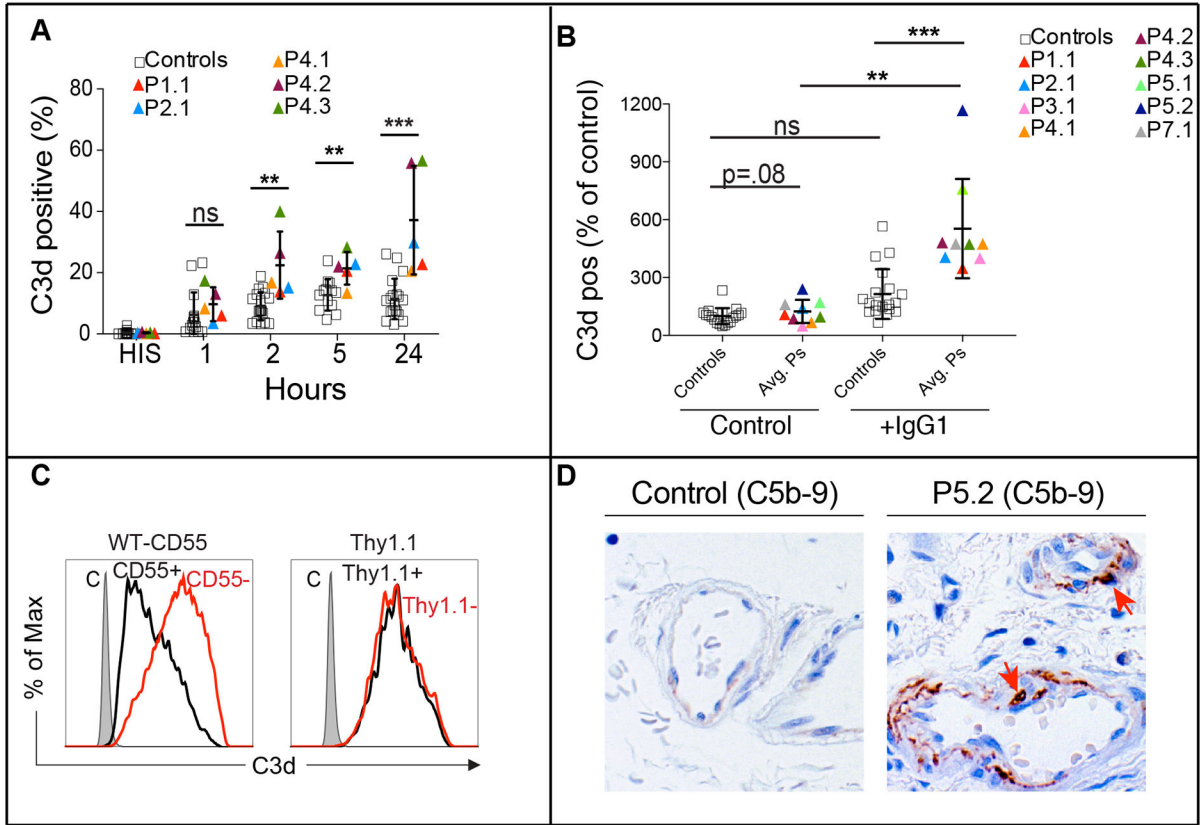 A
Controls
P1.1
P2.1
P4.1
P4.2
P4.3
C3d positive (%)
80
60
40
20
0
ns
**
**
***
HIS 1 2 5 24
Hours
B
Controls
P1.1
P2.1
P3.1
P4.1
P4.2
P4.3
P5.1
P5.2
P7.1
C3d pos (% of control)
1200
900
600
300
0
***
**
ns
p=.08
Controls Avg. Ps Controls Avg. Ps
Control +IgG1
C
WT-CD55
C CD55+ CD55-
Thy1.1
C Thy1.1+
Thy1.1-
% of Max
C3d
D
Control (C5b-9) P5.2 (C5b-9)